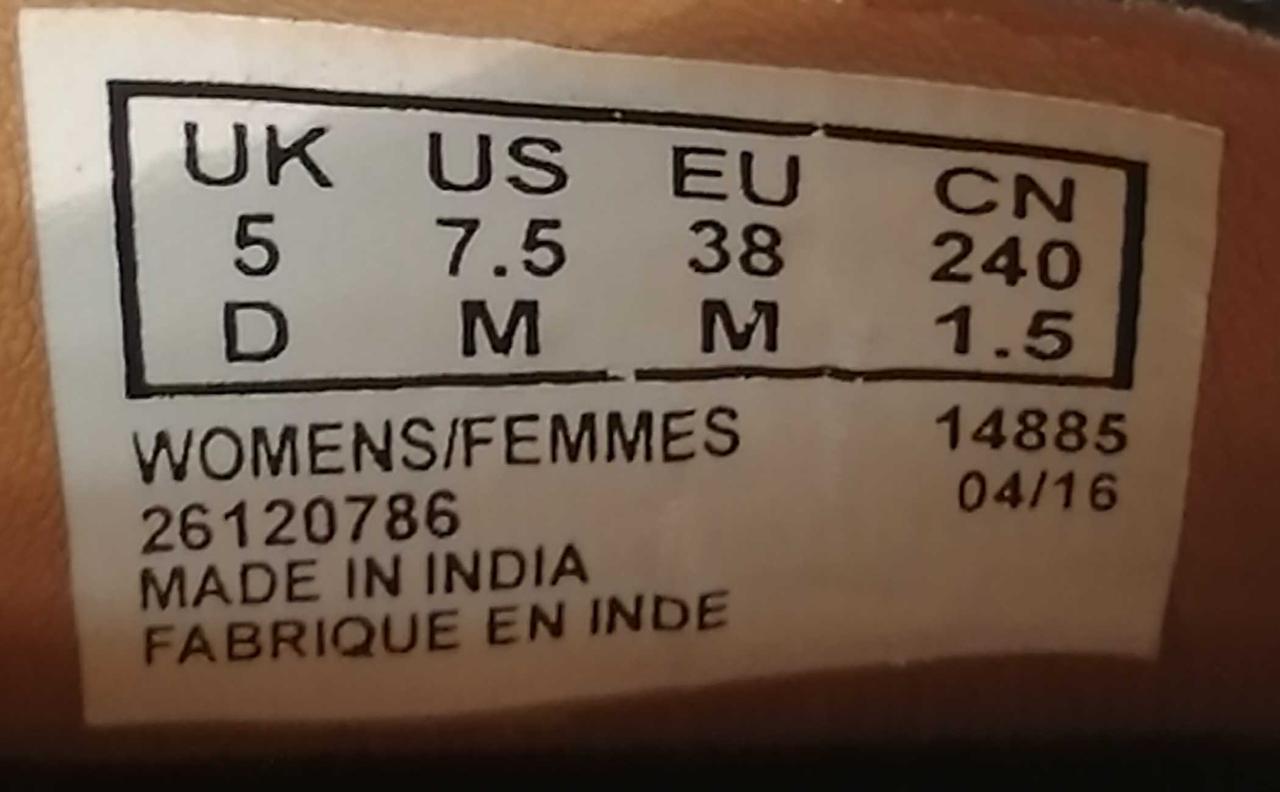 UK US EU CN
5 7.5 38 240
D M M 1.5
WOMENS/FEMMES 14885
26120786 04/16
MADE IN INDIA
FABRIQUE EN INDE